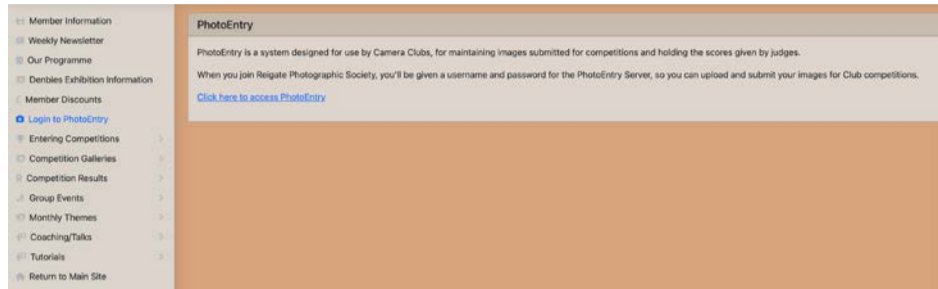 Member Information
Weekly Newsletter
Our Programme
Denbies Exhibition Information
Member Discounts
Login to PhotoEntry
Entering Competitions
Competition Galleries
Competition Results
Group Events
Monthly Themes
Coaching/Talks
Tutorials
Return to Main Site
PhotoEntry
PhotoEntry is a system designed for use by Camera Clubs, for maintaining images submitted for competitions and holding the scores given by judges.
When you join Reigate Photographic Society, you'll be given a username and password for the PhotoEntry Server, so you can upload and submit your images for Club competitions.
Click here to access PhotoEntry